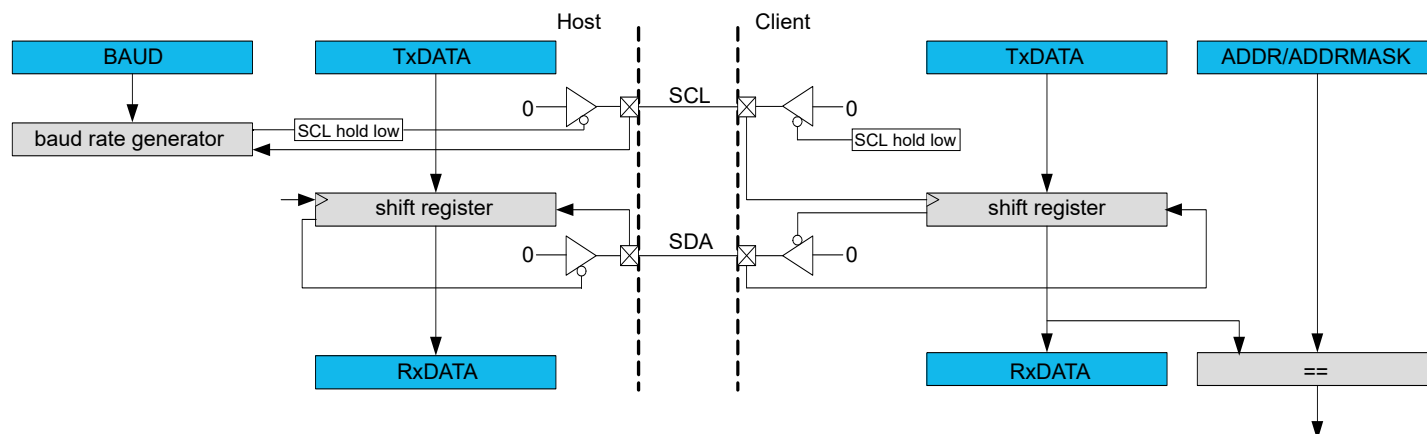 Host
Client
BAUD
TxDATA
TxDATA
ADDR/ADDRMASK
0
SCL
0
baud rate generator
SCL hold low
SCL hold low
shift register
shift register
0
SDA
0
RxDATA
RxDATA
==